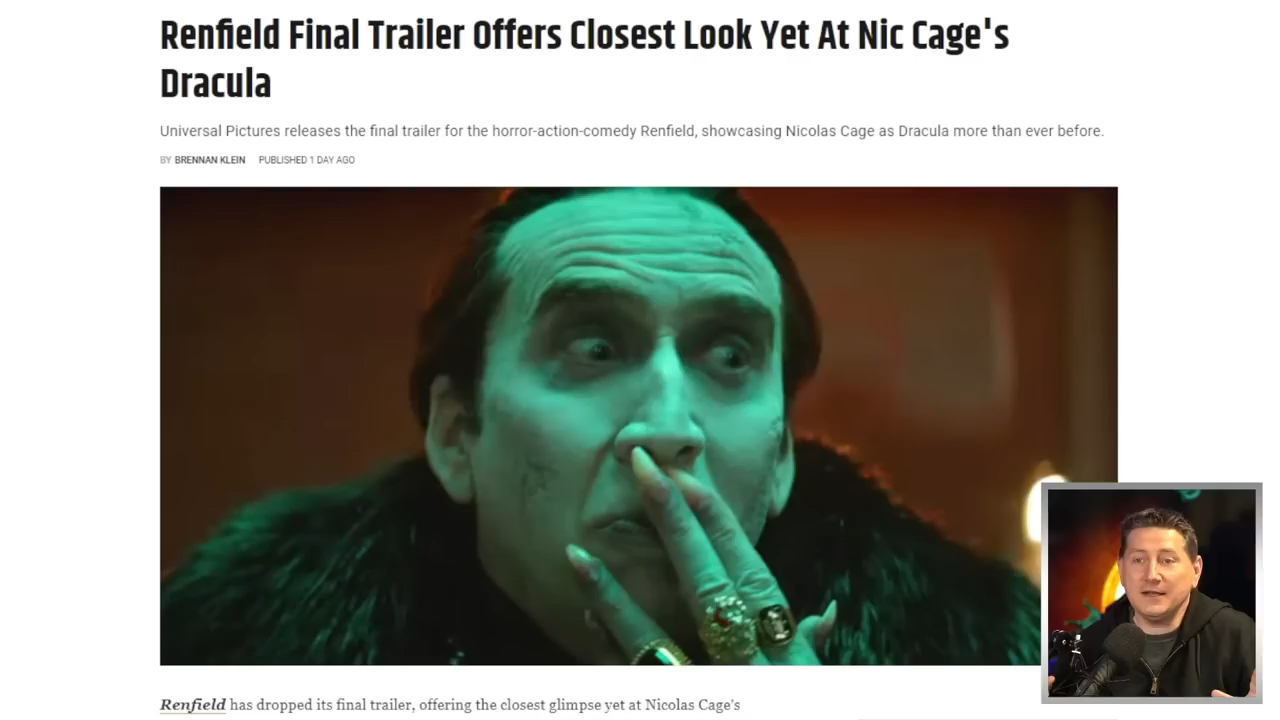 Renfield Final Trailer Offers Closest Look Yet At Nic Cage's
Dracula
Universal Pictures releases the final trailer for the horror-action-comedy Renfield, showcasing Nicolas Cage as Dracula more than ever before.
BY BRENNAN KLEIN PUBLISHED 1 DAY AGO
Renfield has dropped its final trailer, offering the closest glimpse yet at Nicolas Cage's